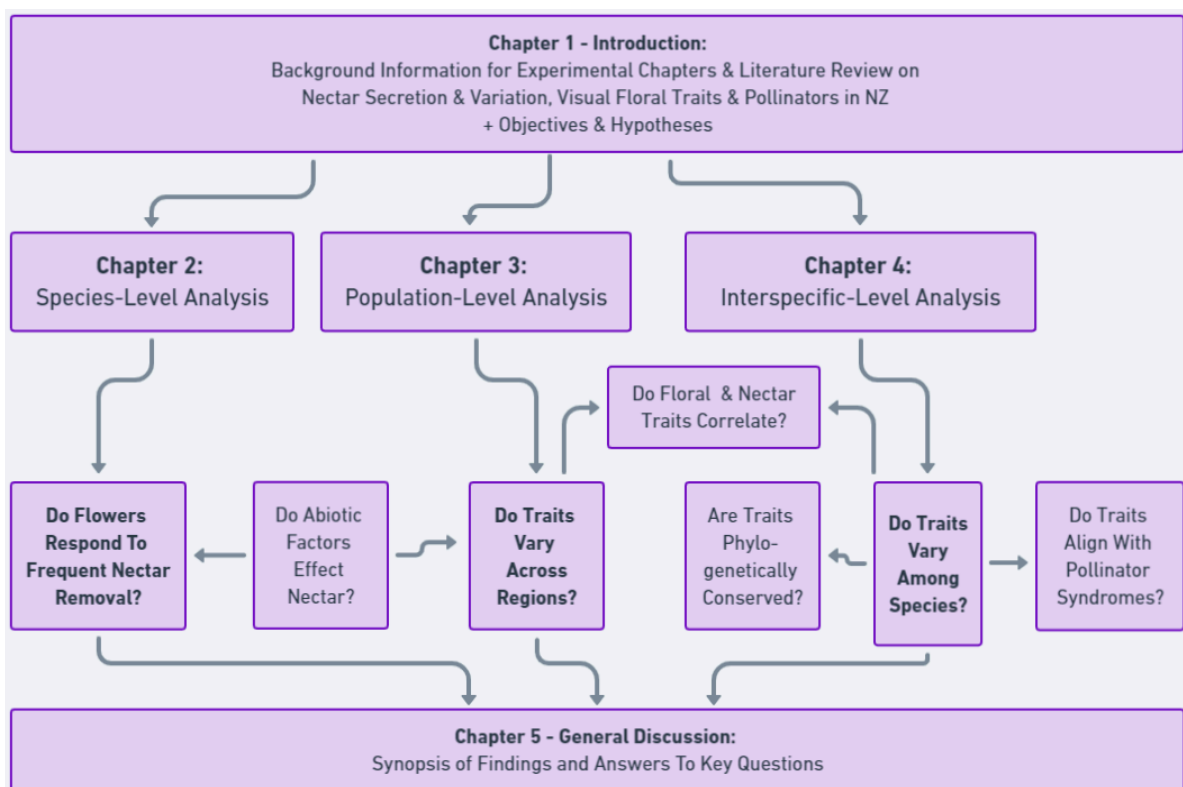 Chapter 1 - Introduction:
Background Information for Experimental Chapters & Literature Review on
Nectar Secretion & Variation, Visual Floral Traits & Pollinators in NZ
+ Objectives & Hypotheses
Chapter 2:
Species-Level Analysis
Chapter 3:
Population-Level Analysis
Chapter 4:
Interspecific-Level Analysis
Do Floral & Nectar
Traits Correlate?
Do Flowers
Respond To
Frequent Nectar
Removal?
Do Abiotic
Factors
Effect
Nectar?
Do Traits
Vary
Across
Regions?
Are Traits
Phylo-
genetically
Conserved?
Do Traits
Vary
Among
Species?
Do Traits
Align With
Pollinator
Syndromes?
Chapter 5 - General Discussion:
Synopsis of Findings and Answers To Key Questions